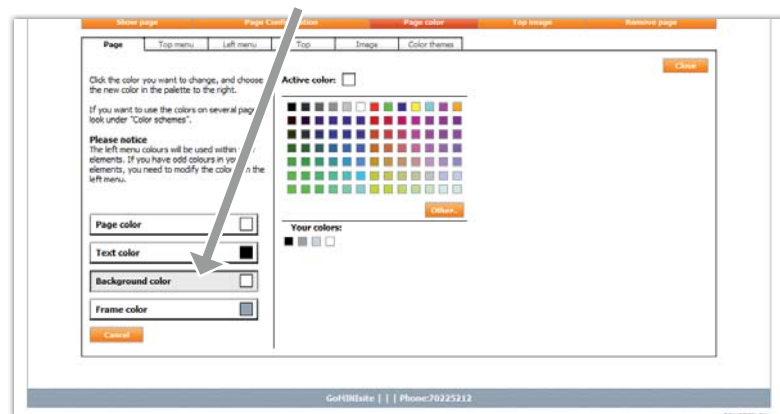 Show page Page Configuration Page color Top image Remove page
Page Top menu Left menu Top Image Color themes
Close
Click the color you want to change, and choose
the new color in the palette to the right.
Active color:
If you want to use the colors on several
look under "Color schemes".
Please notice
The left menu colours will be used within
elements. If you have odd colours in
elements, you need to modify the the
left menu.
Other..
Page color
Your colors:
Text color
Background color
Frame color
Cancel
GoMINIsite | | | Phone:70225212